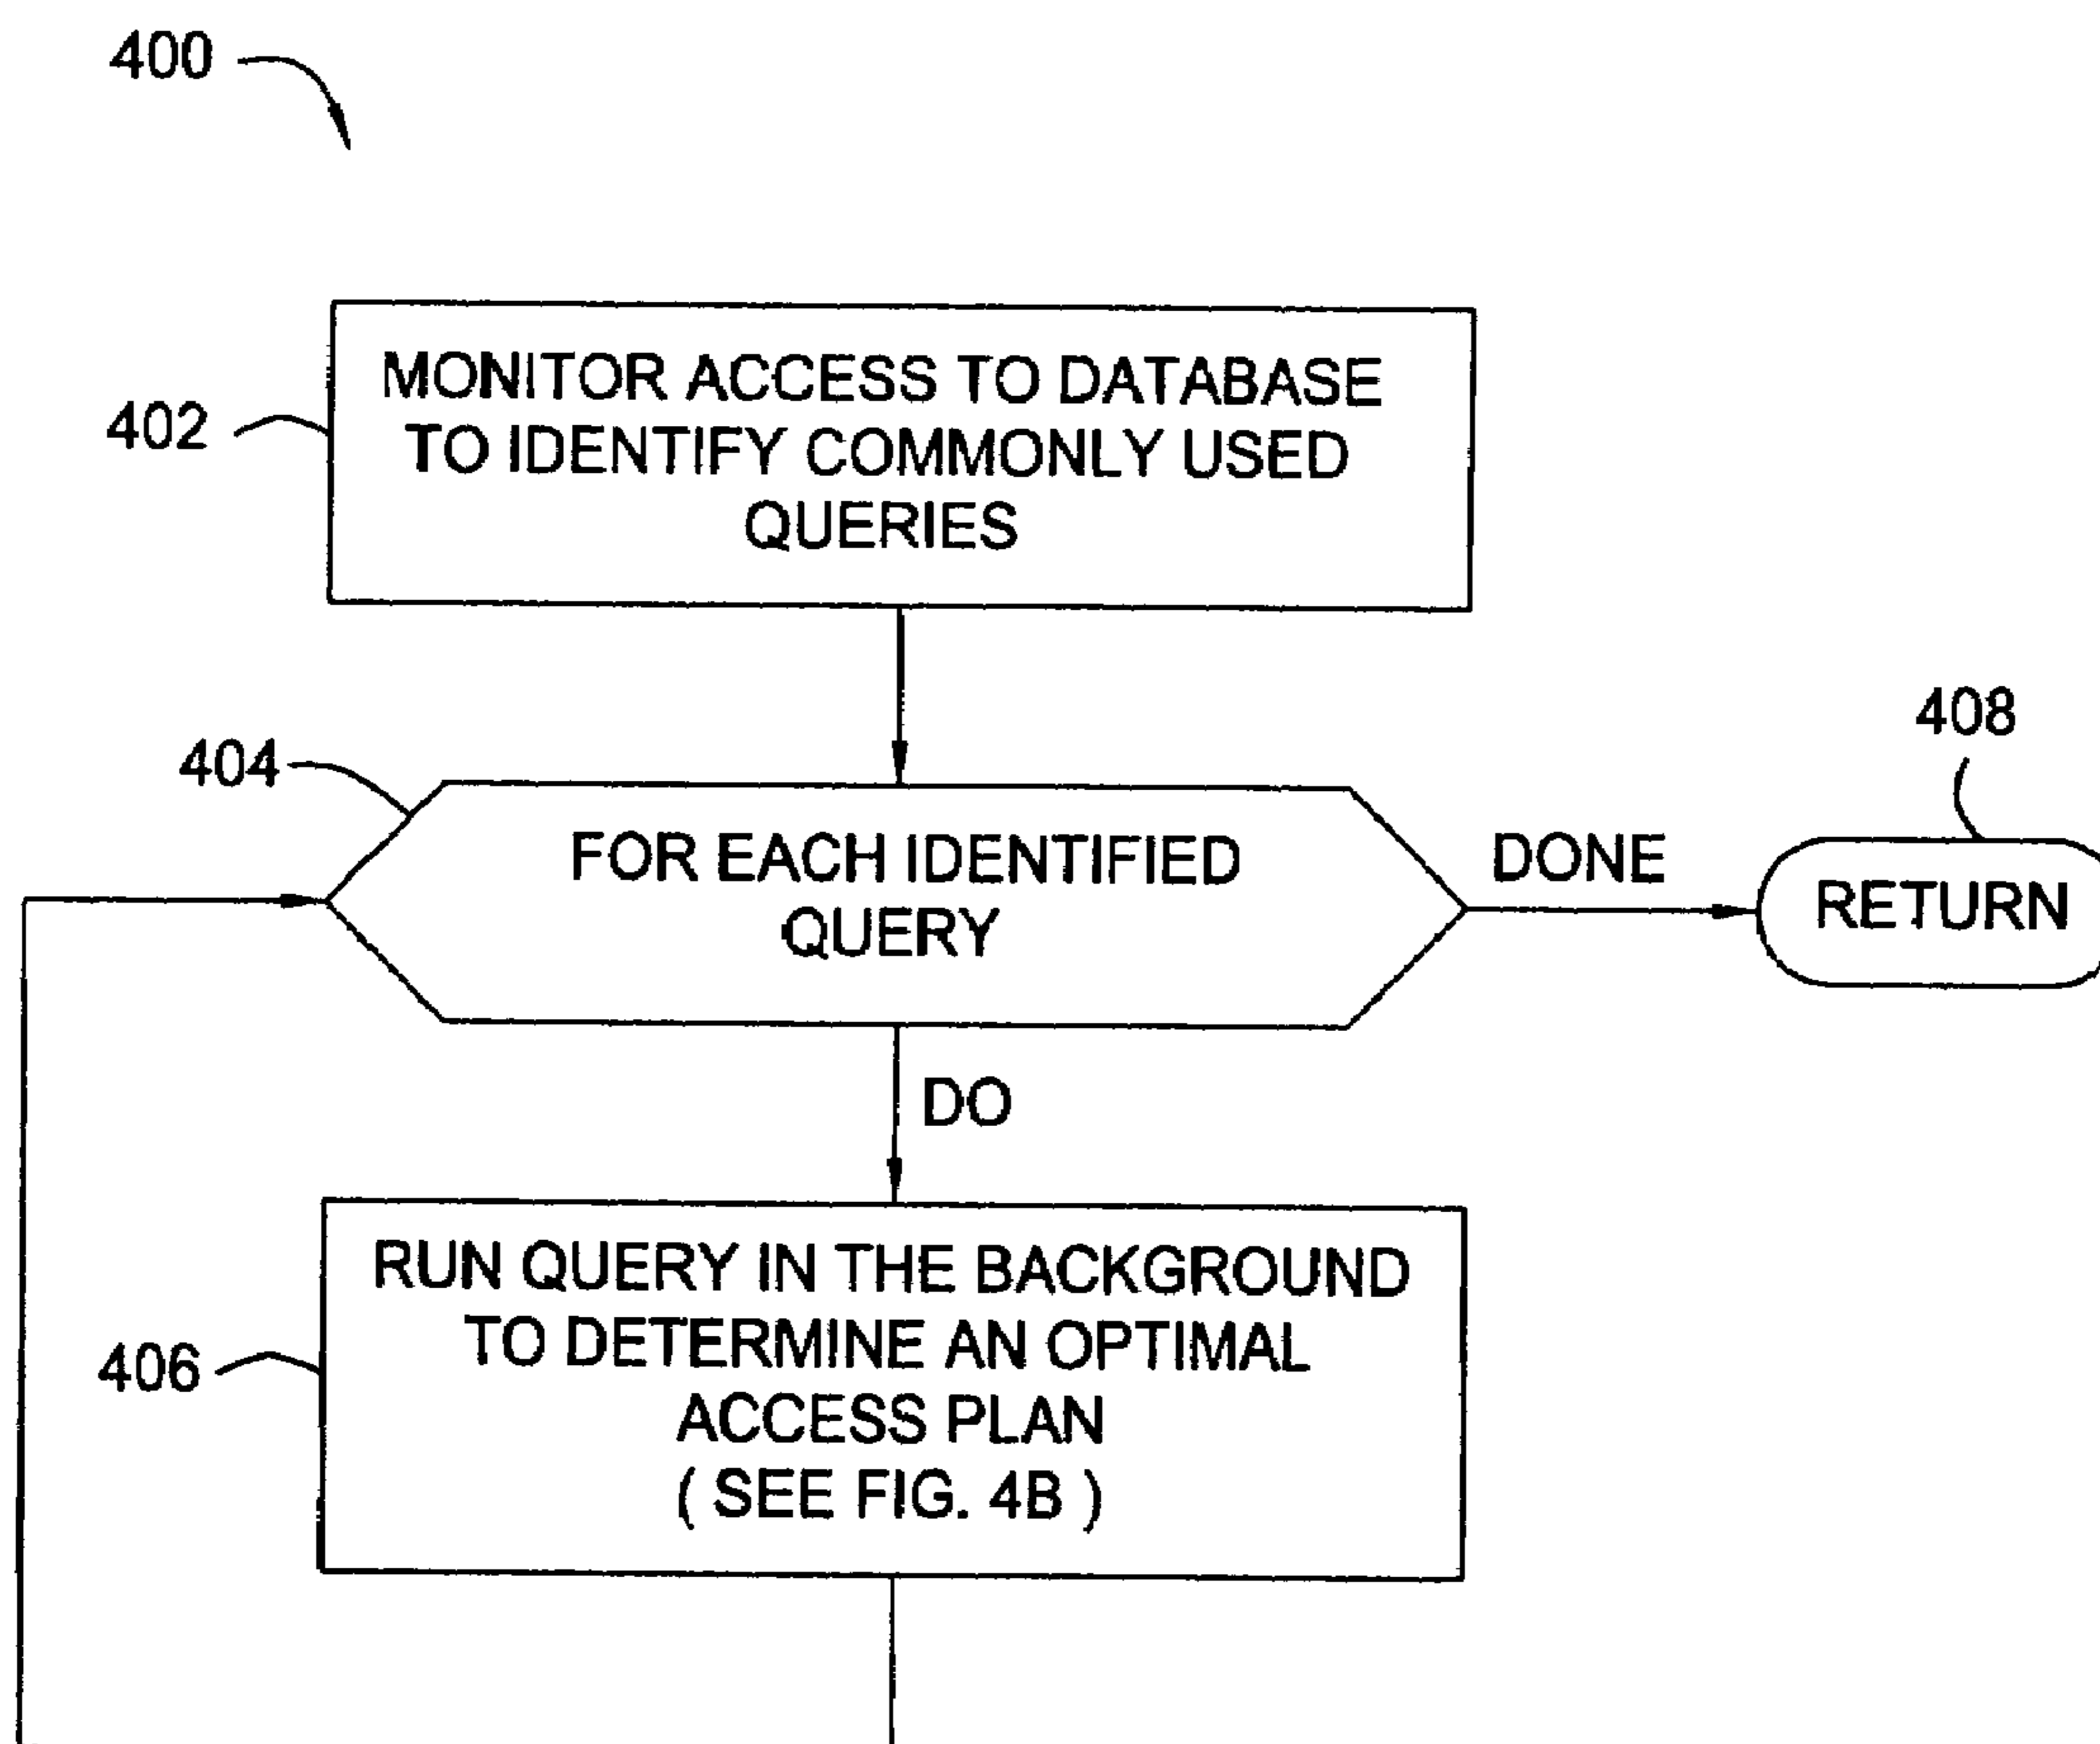 400
402
MONITOR ACCESS TO DATABASE
TO IDENTIFY COMMONLY USED
QUERIES
404
FOR EACH IDENTIFIED
QUERY
DONE
408
RETURN
DO
406
RUN QUERY IN THE BACKGROUND
TO DETERMINE AN OPTIMAL
ACCESS PLAN
( SEE FIG. 4B )